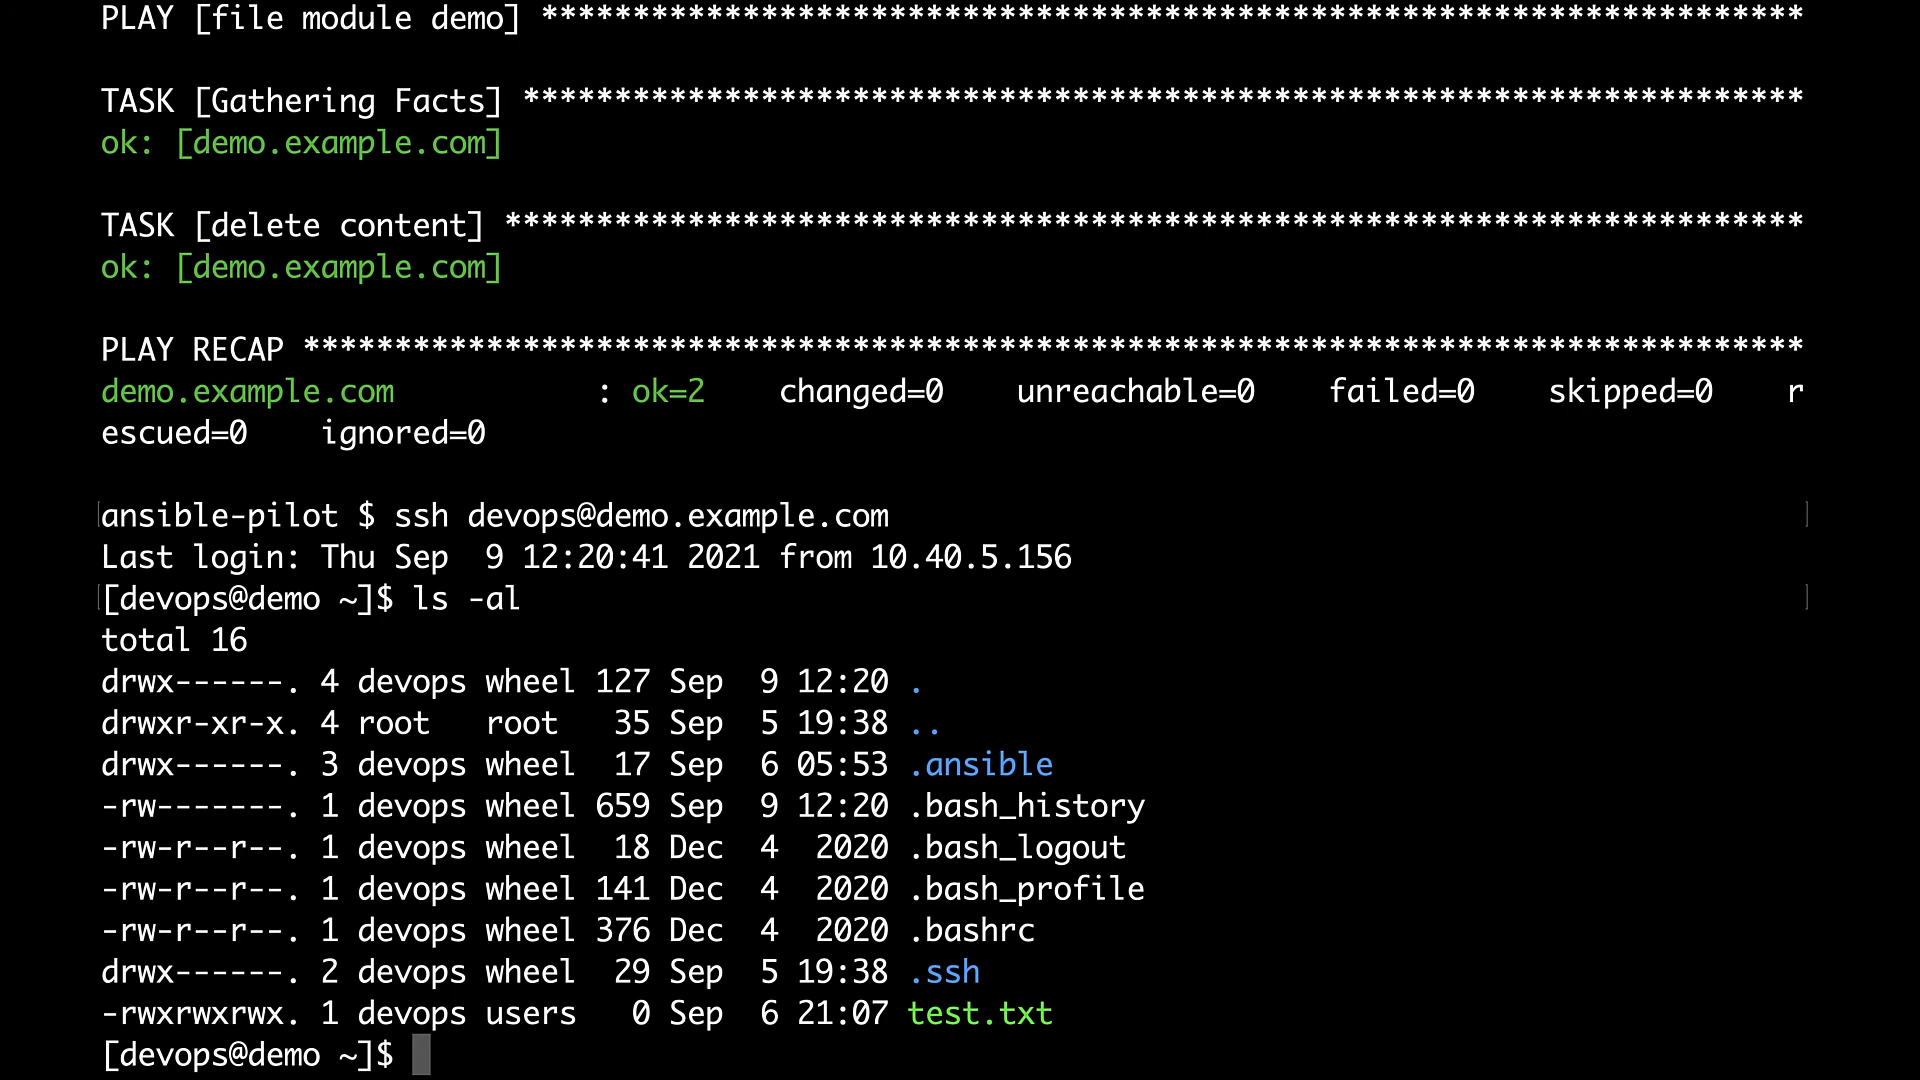 PLAY [file module demo] *********************************************************************
TASK [Gathering Facts] **********************************************************************
ok: [demo.example.com]
TASK [delete content] ***********************************************************************
ok: [demo.example.com]
PLAY RECAP **********************************************************************************
demo.example.com           : ok=2    changed=0    unreachable=0    failed=0    skipped=0    r
escued=0    ignored=0
ansible-pilot $ ssh devops@demo.example.com
Last login: Thu Sep  9 12:20:41 2021 from 10.40.5.156
[devops@demo ~]$ ls -al
total 16
drwx------. 4 devops wheel 127 Sep  9 12:20 .
drwxr-xr-x. 4 root   root   35 Sep  5 19:38 ..
drwx------. 3 devops wheel  17 Sep  6 05:53 .ansible
-rw-------. 1 devops wheel 659 Sep  9 12:20 .bash_history
-rw-r--r--. 1 devops wheel  18 Dec  4  2020 .bash_logout
-rw-r--r--. 1 devops wheel 141 Dec  4  2020 .bash_profile
-rw-r--r--. 1 devops wheel 376 Dec  4  2020 .bashrc
drwx------. 2 devops wheel  29 Sep  5 19:38 .ssh
-rwxrwxrwx. 1 devops users   0 Sep  6 21:07 test.txt
[devops@demo ~]$